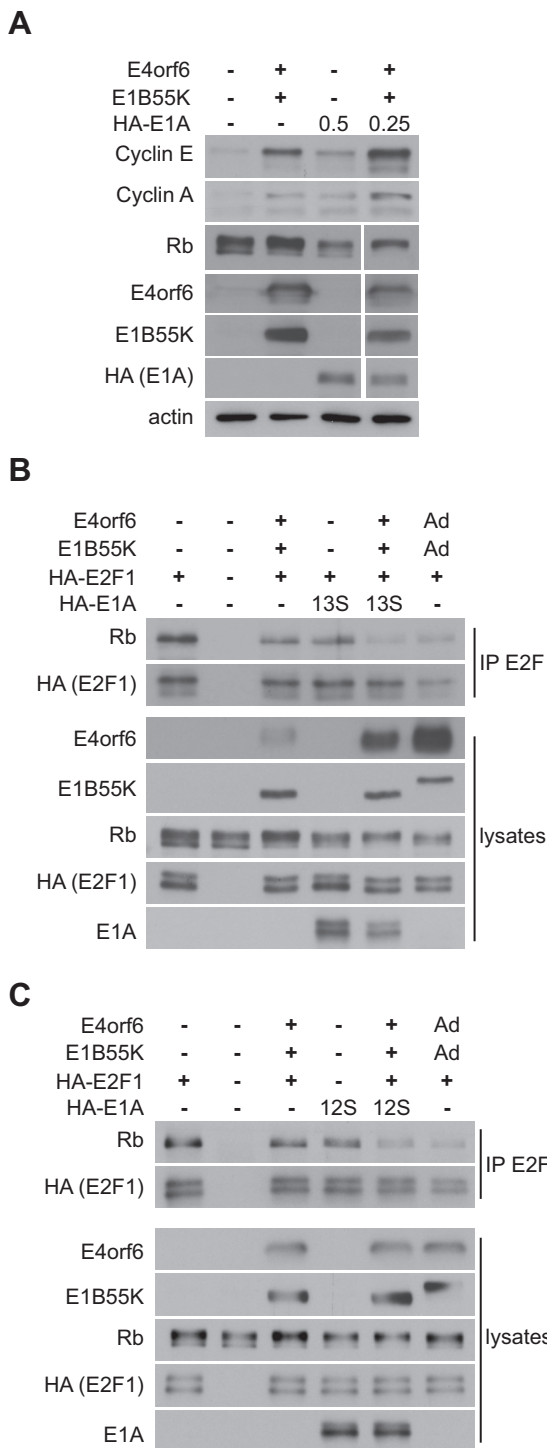 A
E4orf6 - + - +
E1B55K - + - +
HA-E1A - - 0.5 0.25
Cyclin E
Cyclin A
Rb
E4orf6
E1B55K
HA (E1A)
actin
B
E4orf6 - - + - + Ad
E1B55K - - + - + Ad
HA-E2F1 + - + + + +
HA-E1A - - - 13S 13S -
Rb
IP E2F
HA (E2F1)
E4orf6
E1B55K
Rb
lysates
HA (E2F1)
E1A
C
E4orf6 - - + - + Ad
E1B55K - - + - + Ad
HA-E2F1 + - + - + +
HA-E1A - - - 12S 12S -
Rb
IP E2F
HA (E2F1)
E4orf6
E1B55K
Rb
lysates
HA (E2F1)
E1A